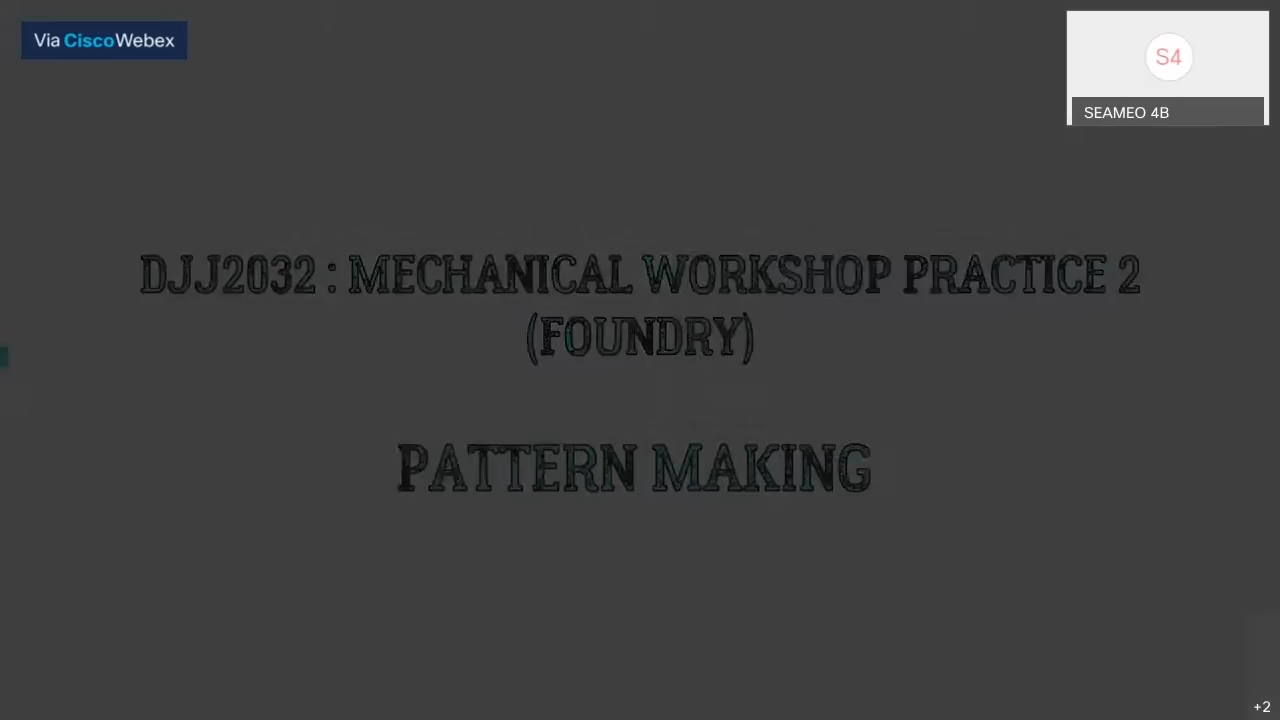 Via CiscoWebex
S4
SEAMEO 4B
DJJ2032 : MECHANICAL WORKSHOP PRACTICE 2
(FOUNDRY)
PATTERN MAKING
+2